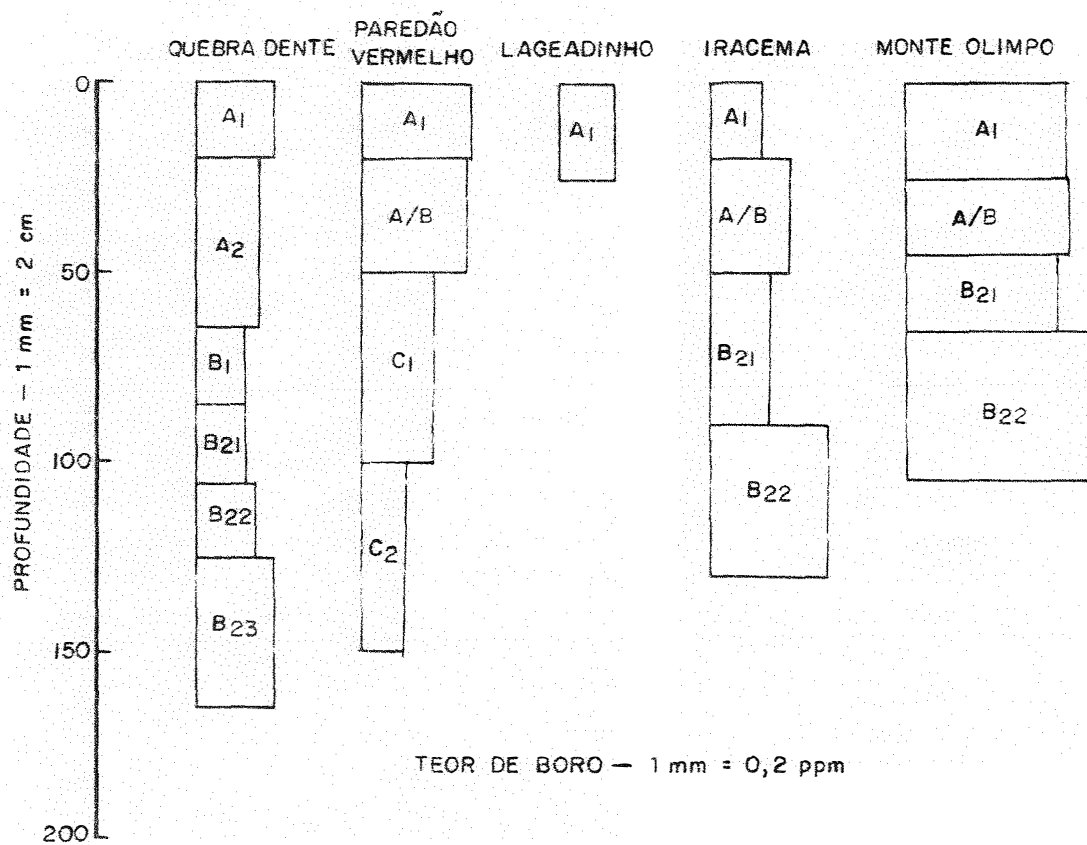 QUEBRA DENTE
PAREDÃO
VERMELHO
LAGEADINHO
IRACEMA
MONTE OLIMPO
PROFUNDIDADE — 1 mm = 2 cm
0
50
100
150
200
A1
A2
B1
B21
B22
B23
A1
A/B
C1
C2
A1
A1
A/B
B21
B22
A1
A/B
B21
B22
TEOR DE BORO — 1 mm = 0,2 ppm